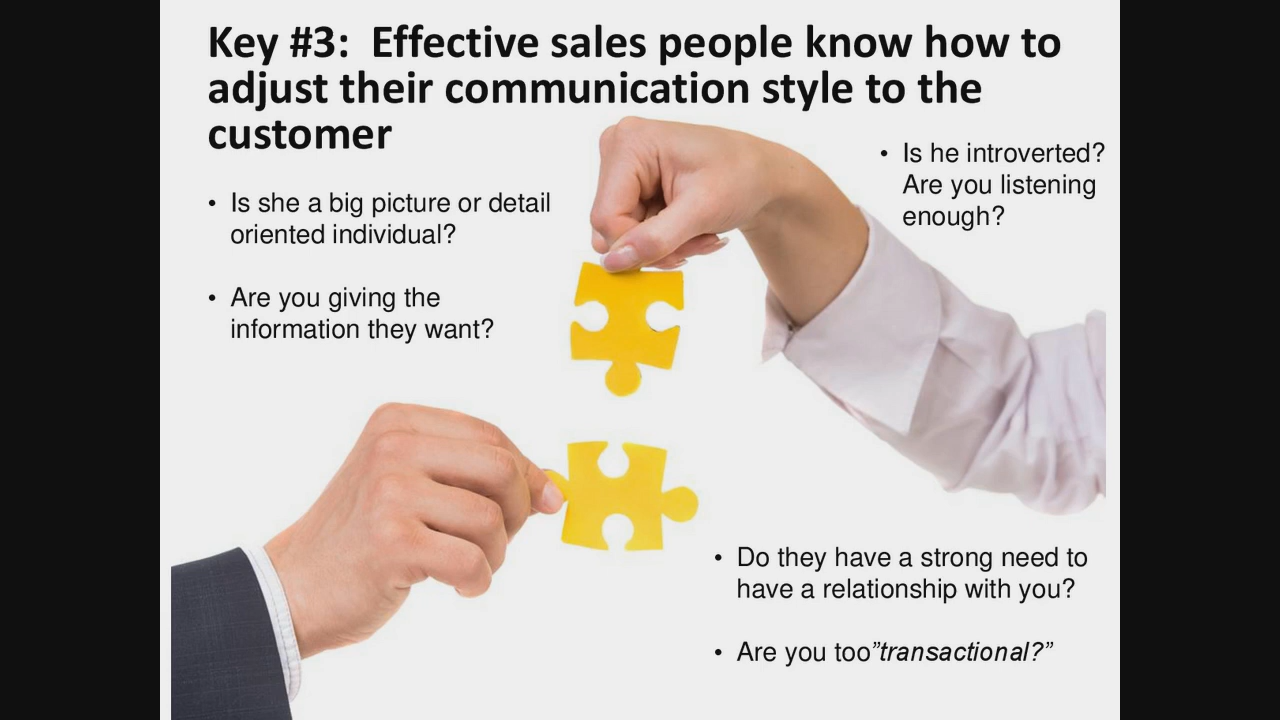 Key #3:  Effective sales people know how to
adjust their communication style to the
customer
• Is she a big picture or detail
oriented individual?
• Are you giving the
information they want?
• Is he introverted?
Are you listening
enough?
• Do they have a strong need to
have a relationship with you?
• Are you too”transactional?”